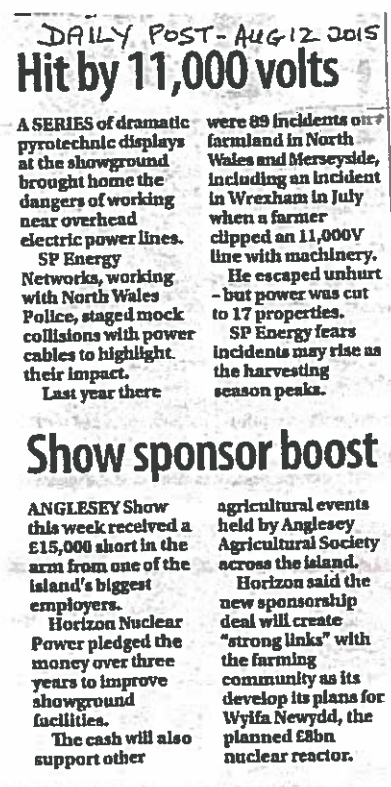 DAILY POST - AUG 12 2015
Hit by 11,000 volts
A SERIES of dramatic
pyrotechnic displays
at the showground
brought home the
dangers of working
near overhead
electric power lines.
SP Energy
Networks, working
with North Wales
Police, staged mock
collisions with power
cables to highlight
their impact.
Last year there
were 89 incidents on
farmland in North
Wales and Merseyside,
including an incident
in Wrexham in July
when a farmer
clipped an 11,000V
line with machinery.
He escaped unhurt
– but power was cut
to 17 properties.
SP Energy fears
incidents may rise as
the harvesting
season peaks.
Show sponsor boost
ANGLESEY Show
this week received a
£15,000 short in the
arm from one of the
island's biggest
employers.
Horizon Nuclear
Power pledged the
money over three
years to improve
showground
facilities.
The cash will also
support other
agricultural events
held by Anglesey
Agricultural Society
across the island.
Horizon said the
new sponsorship
deal will create
"strong links" with
the farming
community as its
develop its plans for
Wylfa Newydd, the
planned £8bn
nuclear reactor.